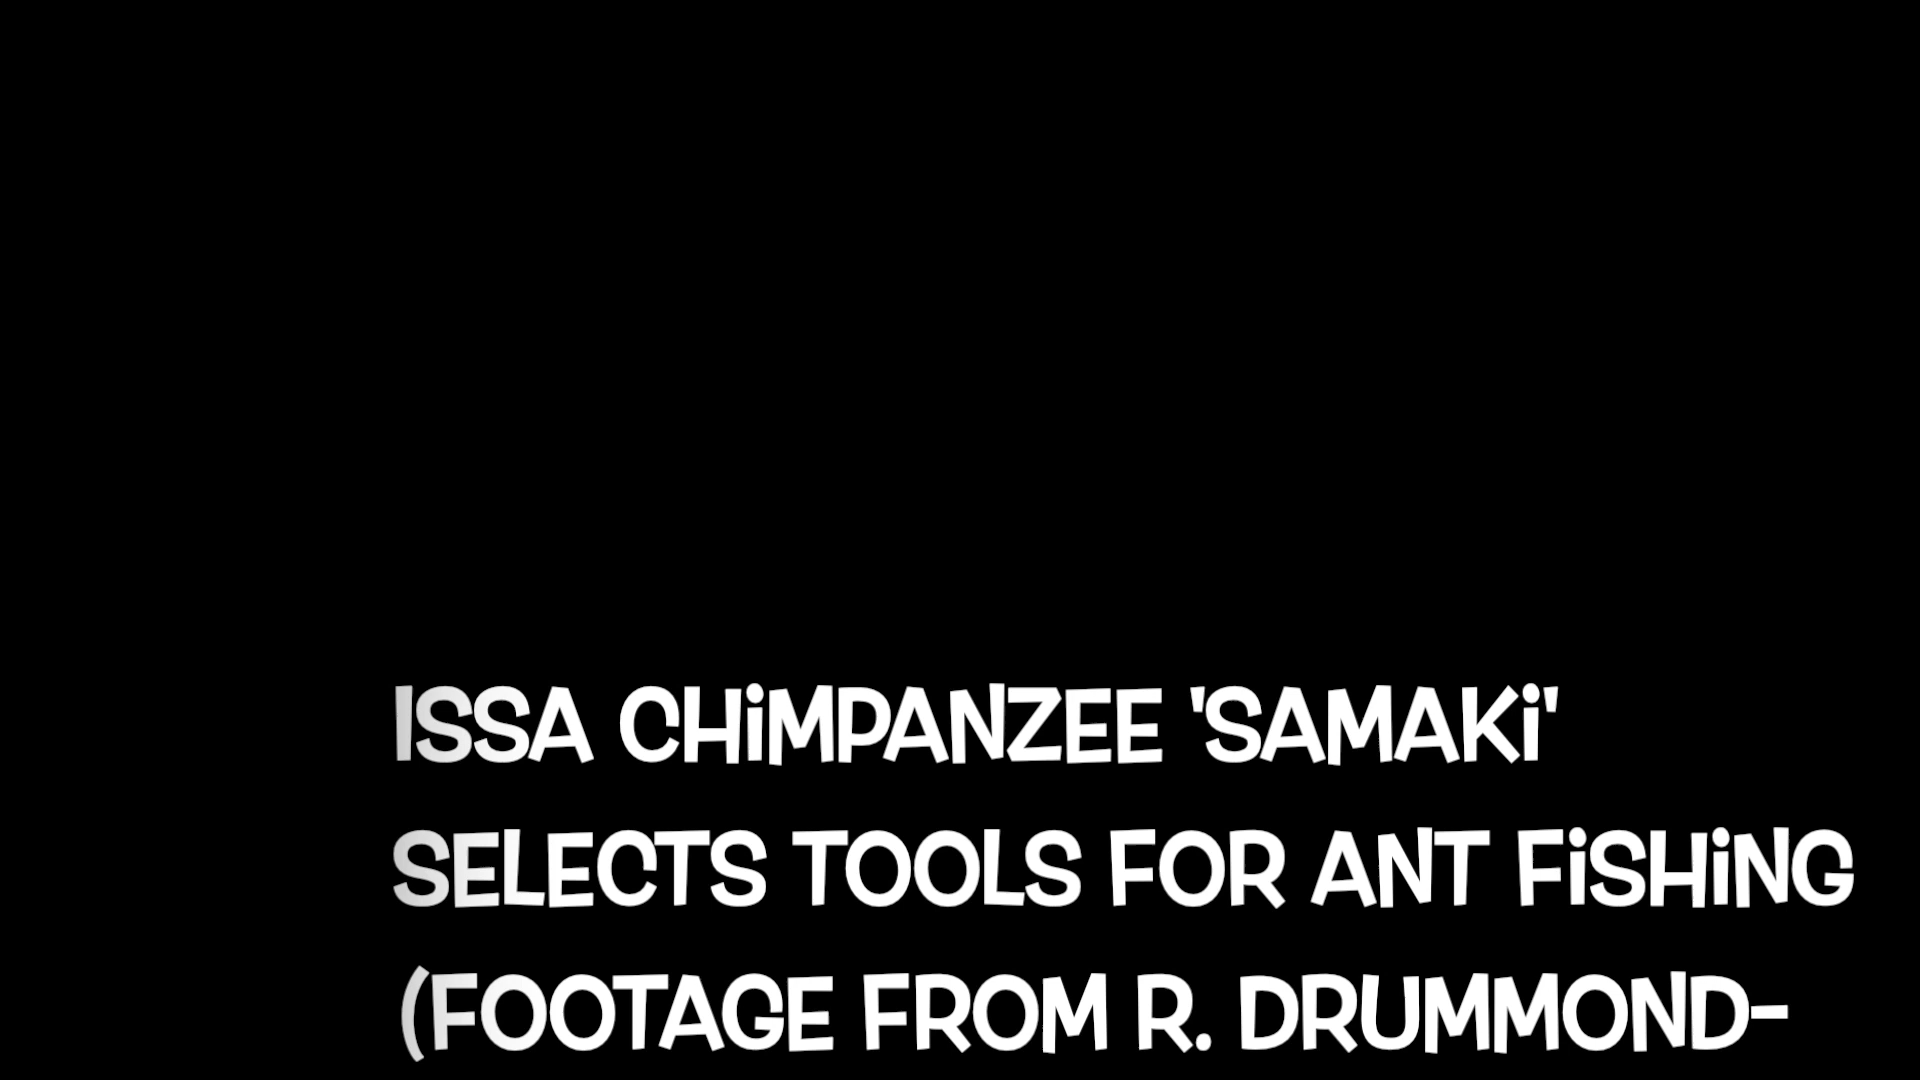 ISSA CHiMPANZEE 'SAMAKi'
SELECTS TOOLS FOR ANT FiSHiNG
(FOOTAGE FROM R. DRUMMOND-